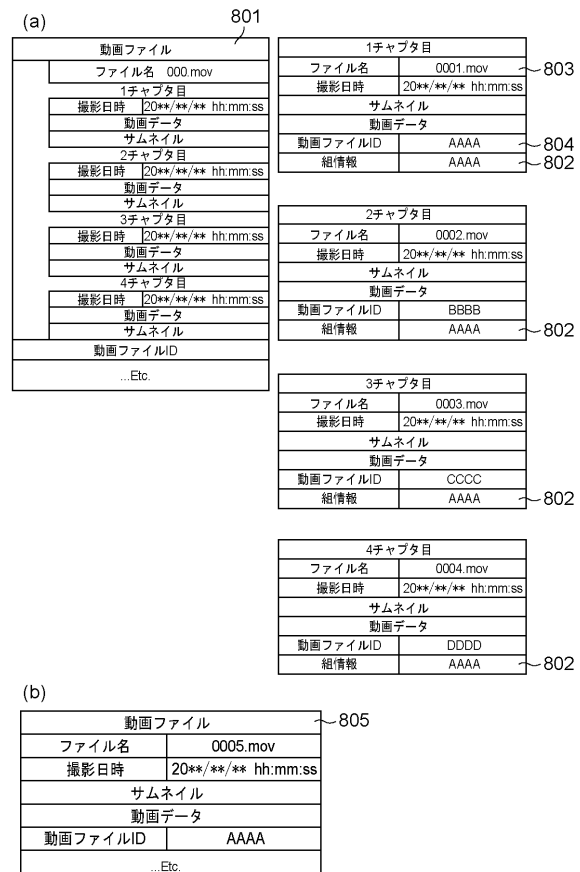 (a)
801
動画ファイル
ファイル名 000.mov
1チャプタ目
撮影日時 20**/**/** hh:mm:ss
動画データ
サムネイル
2チャプタ目
撮影日時 20**/**/** hh:mm:ss
動画データ
サムネイル
3チャプタ目
撮影日時 20**/**/** hh:mm:ss
動画データ
サムネイル
4チャプタ目
撮影日時 20**/**/** hh:mm:ss
動画データ
サムネイル
動画ファイルID
...Etc.
1チャプタ目
ファイル名 0001.mov 803
撮影日時 20**/**/** hh:mm:ss
サムネイル
動画データ
動画ファイルID AAAA 804
組情報 AAAA 802
2チャプタ目
ファイル名 0002.mov
撮影日時 20**/**/** hh:mm:ss
サムネイル
動画データ
動画ファイルID BBBB
組情報 AAAA 802
3チャプタ目
ファイル名 0003.mov
撮影日時 20**/**/** hh:mm:ss
サムネイル
動画データ
動画ファイルID CCCC
組情報 AAAA 802
4チャプタ目
ファイル名 0004.mov
撮影日時 20**/**/** hh:mm:ss
サムネイル
動画データ
動画ファイルID DDDD
組情報 AAAA 802
(b)
動画ファイル 805
ファイル名 0005.mov
撮影日時 20**/**/** hh:mm:ss
サムネイル
動画データ
動画ファイルID AAAA
...Etc.